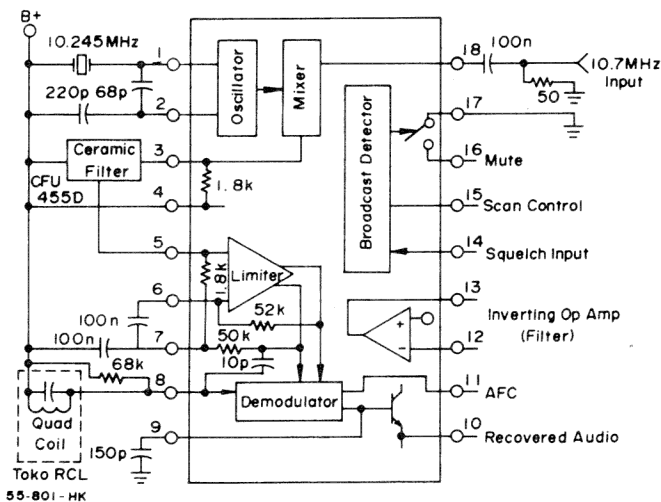 B+
10.245MHz
1
18
100n
10.7MHz
Input
50
220p 68p
2
Oscillator
Mixer
17
Ceramic
Filter
3
Broadcast Detector
16
Mute
CFU
455D
1.8k
4
15
Scan Control
5
14
Squelch Input
Limiter
1.8k
6
13
Inverting Op Amp
(Filter)
+
-
100n
52k
7
50k
12
100n
10p
68k
8
11
AFC
Demodulator
Quad
Coil
9
10
Recovered Audio
150p
Toko RCL
55-801-HK